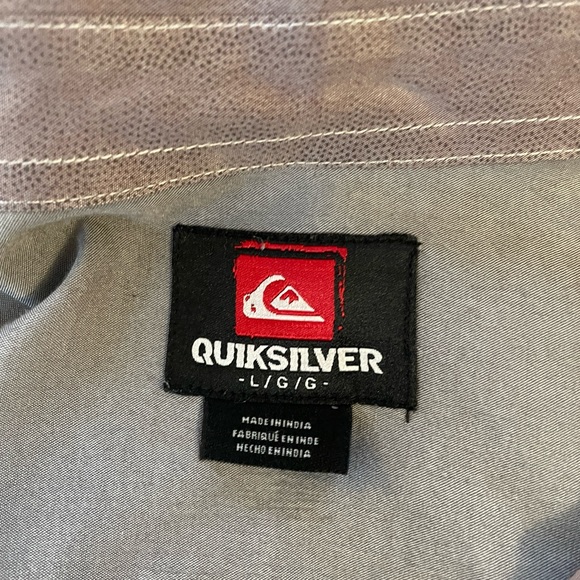 QUIKSILVER
- L / G / G -
MADE IN INDIA
FABRIQUÉ EN INDE
HECHO EN INDIA